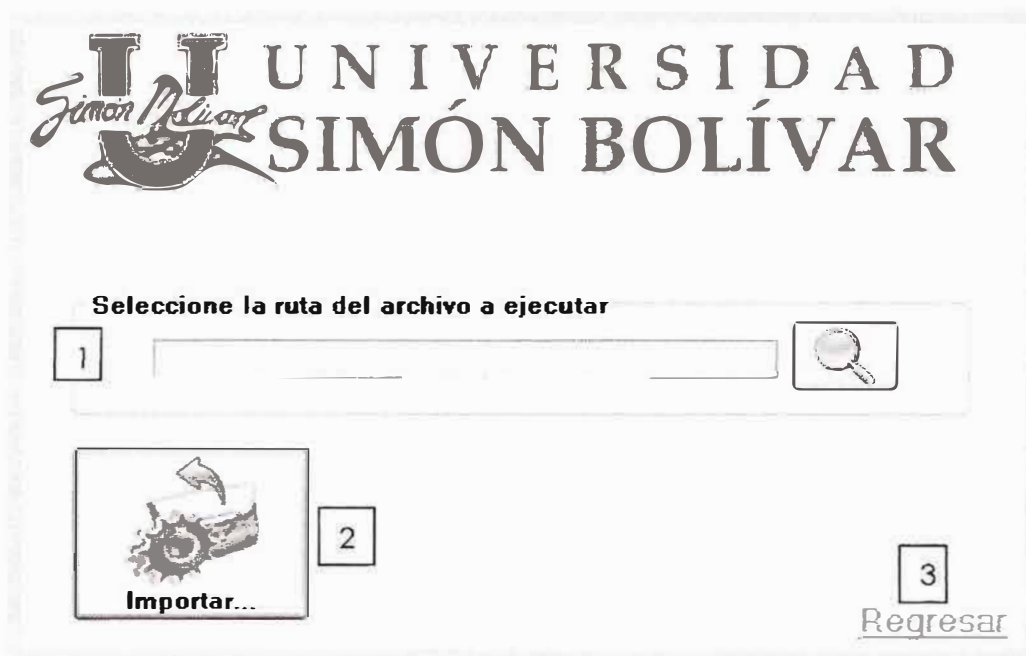 UNIVERSIDAD
Simón Bolívar
SIMÓN BOLÍVAR
Seleccione la ruta del archivo a ejecutar
1
2
Importar...
3
Regresar